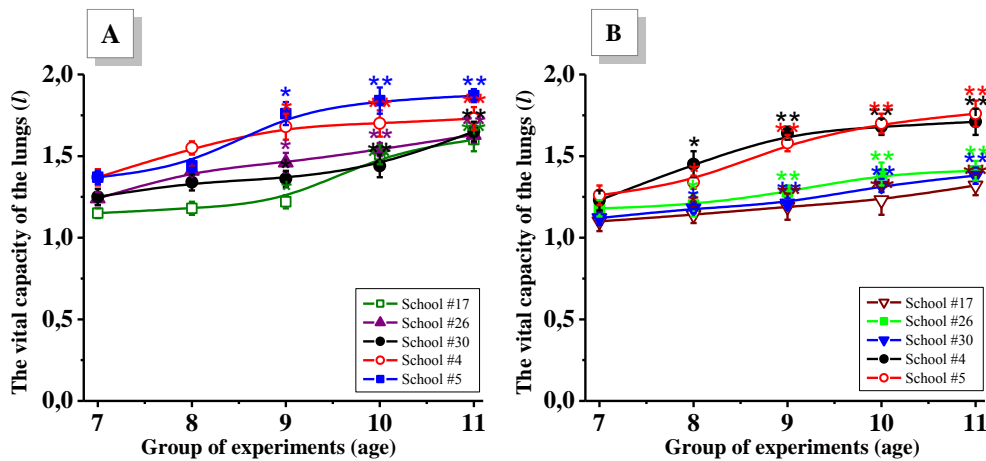 A
The vital capacity of the lungs (l)
2,0
1,5
1,0
0,5
0,0
7 8 9 10 11
Group of experiments (age)
* * ** ** ** **
* ** **
** ** **
*
School #17
School #26
School #30
School #4
School #5
B
The vital capacity of the lungs (l)
2,0
1,5
1,0
0,5
0,0
7 8 9 10 11
Group of experiments (age)
School #17
School #26
School #30
School #4
School #5